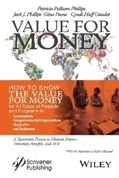 Patricia Pulliam Phillips
Jack J. Phillips Gina Paone Cyndi Huff Gaudet
VALUE FOR
MONEY
HOW TO SHOW
THE VALUE FOR MONEY
for All Types of Projects
and Programs in
Governments
Nongovernmental Organizations
Nonprofits
and Businesses
Scrivener
Publishing
WILEY